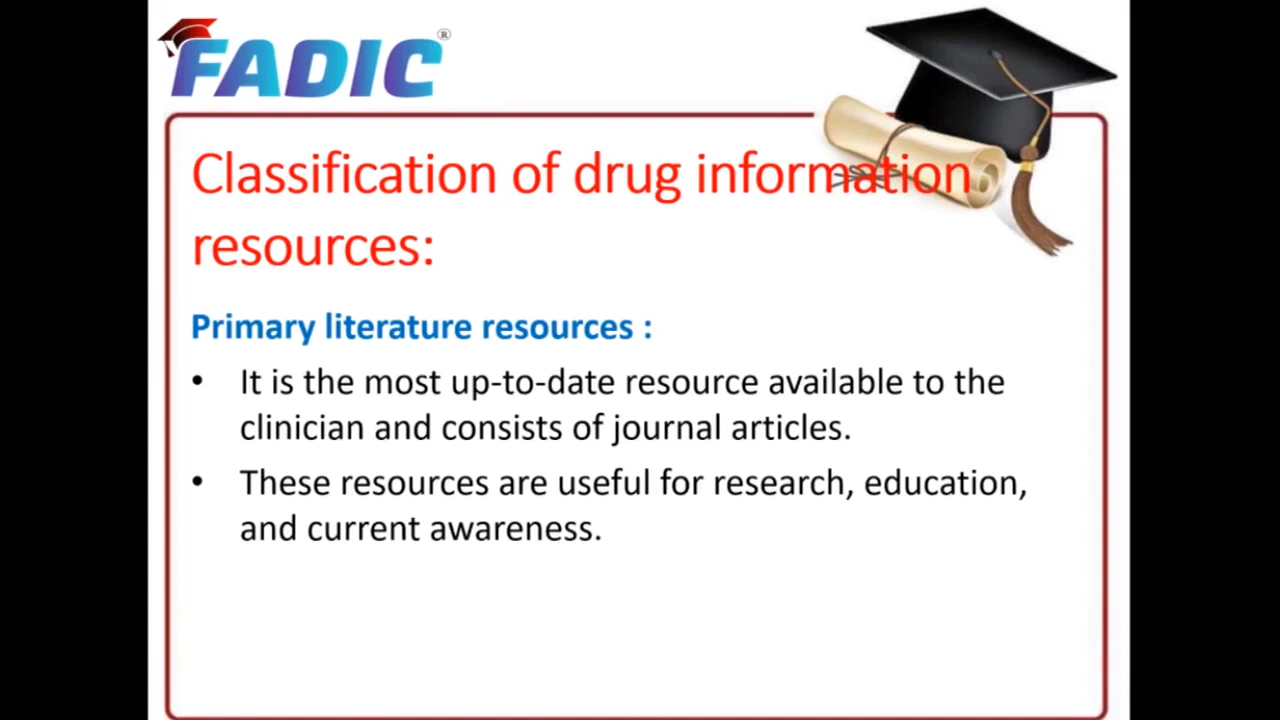 FADIC®
Classification of drug information
resources:
Primary literature resources :
• It is the most up-to-date resource available to the
clinician and consists of journal articles.
• These resources are useful for research, education,
and current awareness.